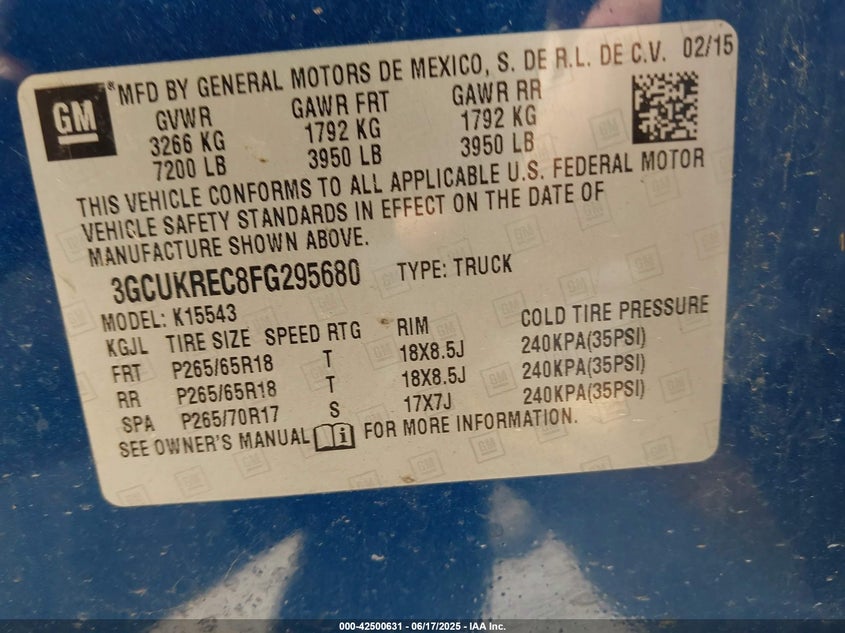 GM
®MFD BY GENERAL MOTORS DE MEXICO, S. DE R.L. DE C.V. 02/15
GVWR GAWR FRT GAWR RR
3266 KG 1792 KG 1792 KG
7200 LB 3950 LB 3950 LB
THIS VEHICLE CONFORMS TO ALL APPLICABLE U.S. FEDERAL MOTOR
VEHICLE SAFETY STANDARDS IN EFFECT ON THE DATE OF
MANUFACTURE SHOWN ABOVE.
3GCUKREC8FG295680 TYPE: TRUCK
MODEL: K15543
KGJL TIRE SIZE SPEED RTG RIM COLD TIRE PRESSURE
FRT P265/65R18 T 18X8.5J 240KPA(35PSI)
RR P265/65R18 T 18X8.5J 240KPA(35PSI)
SPA P265/70R17 S 17X7J 240KPA(35PSI)
SEE OWNER'S MANUAL FOR MORE INFORMATION.
000-42500631 - 06/17/2025 - IAA Inc.